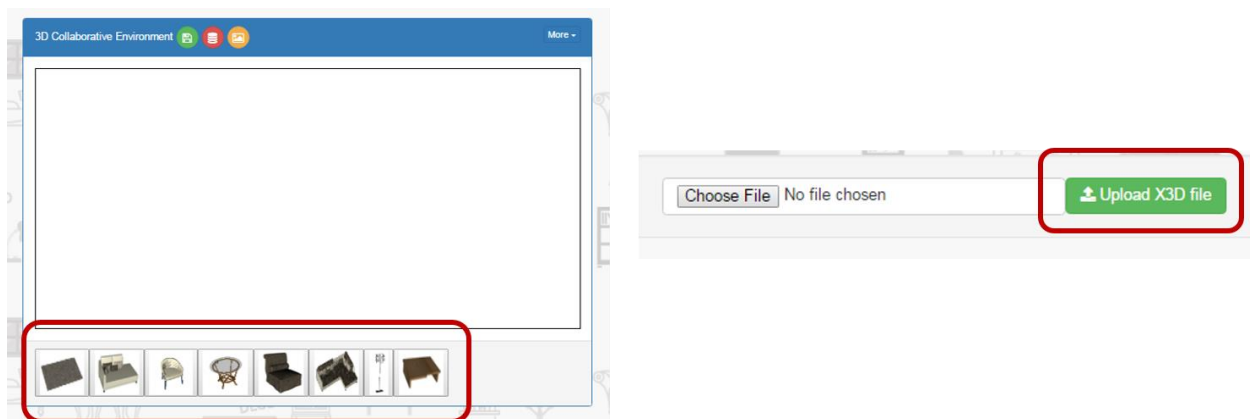 3D Collaborative Environment
More
Choose File No file chosen
Upload X3D file